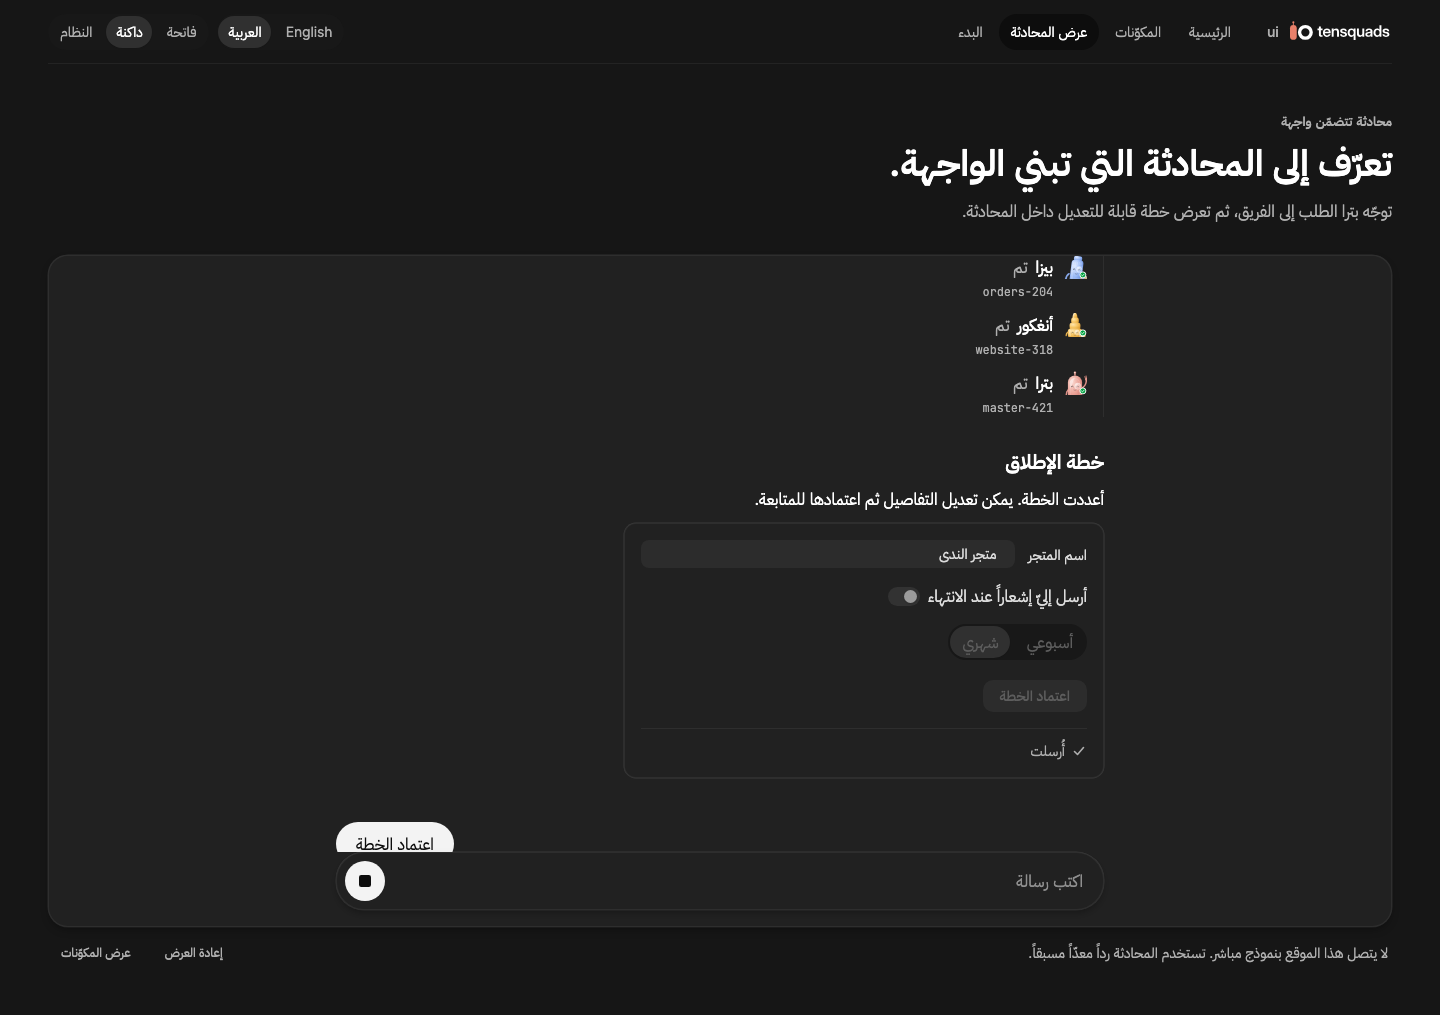 tensquads ui
الرئيسية
المكوّنات
عرض المحادثة
البدء
English
العربية
فاتحة
داكنة
النظام
محادثة تتضمّن واجهة
تعرّف إلى المحادثة التي تبني الواجهة.
توجّه بترا الطلب إلى الفريق، ثم تعرض خطة قابلة للتعديل داخل المحادثة.
بيزا تم
orders-204
أنغكور تم
website-318
بترا تم
master-421
خطة الإطلاق
أعددت الخطة. يمكن تعديل التفاصيل ثم اعتمادها للمتابعة.
اسم المتجر
متجر الندى
أرسل إليّ إشعاراً عند الانتهاء
أسبوعي
شهري
اعتماد الخطة
أُرسلت
اعتماد الخطة
اكتب رسالة
لا يتصل هذا الموقع بنموذج مباشر. تستخدم المحادثة رداً معدّاً مسبقاً.
إعادة العرض
عرض المكوّنات